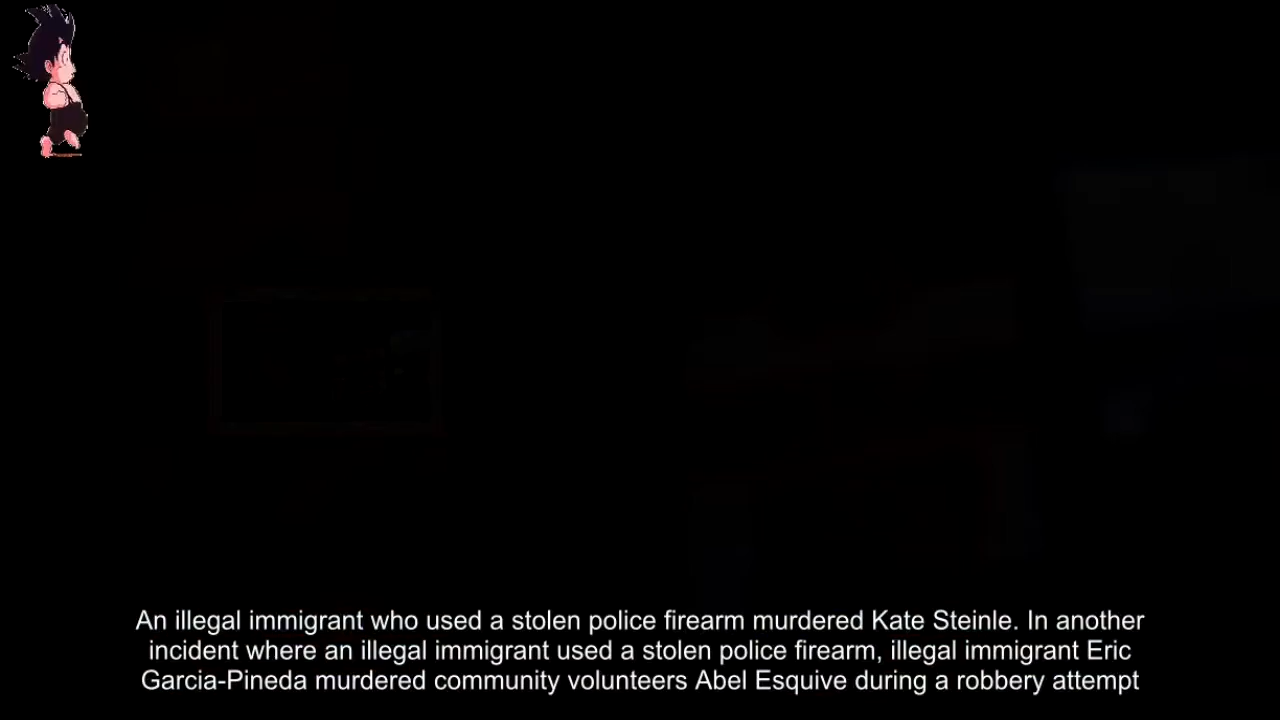 An illegal immigrant who used a stolen police firearm murdered Kate Steinle. In another
incident where an illegal immigrant used a stolen police firearm, illegal immigrant Eric
Garcia-Pineda murdered community volunteers Abel Esquive during a robbery attempt